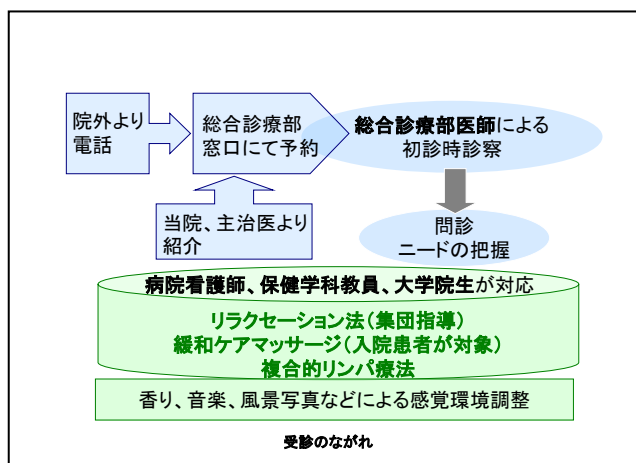 院外より
電話
総合診療部
窓口にて予約
総合診療部医師による
初診時診察
当院、主治医より
紹介
問診
ニードの把握
病院看護師、保健学科教員、大学院生が対応
リラクセーション法（集団指導）
緩和ケアマッサージ（入院患者が対象）
複合的リンパ療法
香り、音楽、風景写真などによる感覚環境調整
受診のながれ